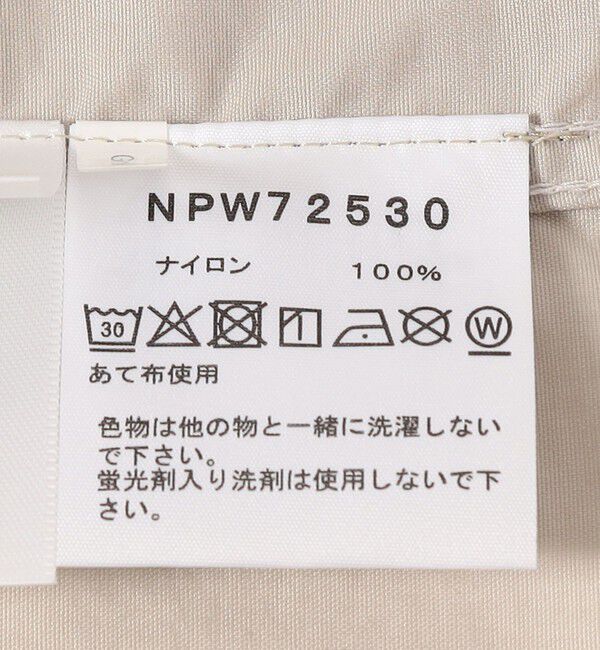 NPW72530
ナイロン 100%
30 W
あて布使用
色物は他の物と一緒に洗濯しない
で下さい。
蛍光剤入り洗剤は使用しないで下
さい。